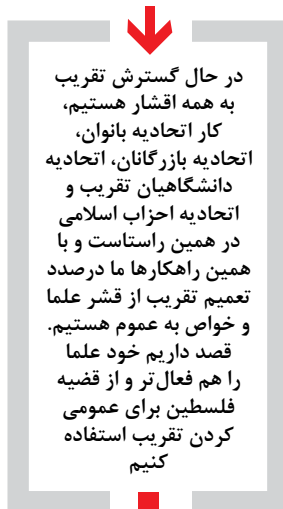 در حال گسترش تقریب
به همه اقشار هستیم،
کار اتحادیه بانوان،
اتحادیه بازرگانان، اتحادیه
دانشگاهیان تقریب و
اتحادیه احزاب اسلامی
در همین راستاست و با
همین راهکارها ما درصدد
تعمیم تقریب از قشر علما
و خواص به عموم هستیم.
قصد داریم خود علما
را هم فعال‌تر و از قضیه
فلسطین برای عمومی
کردن تقریب استفاده
کنیم